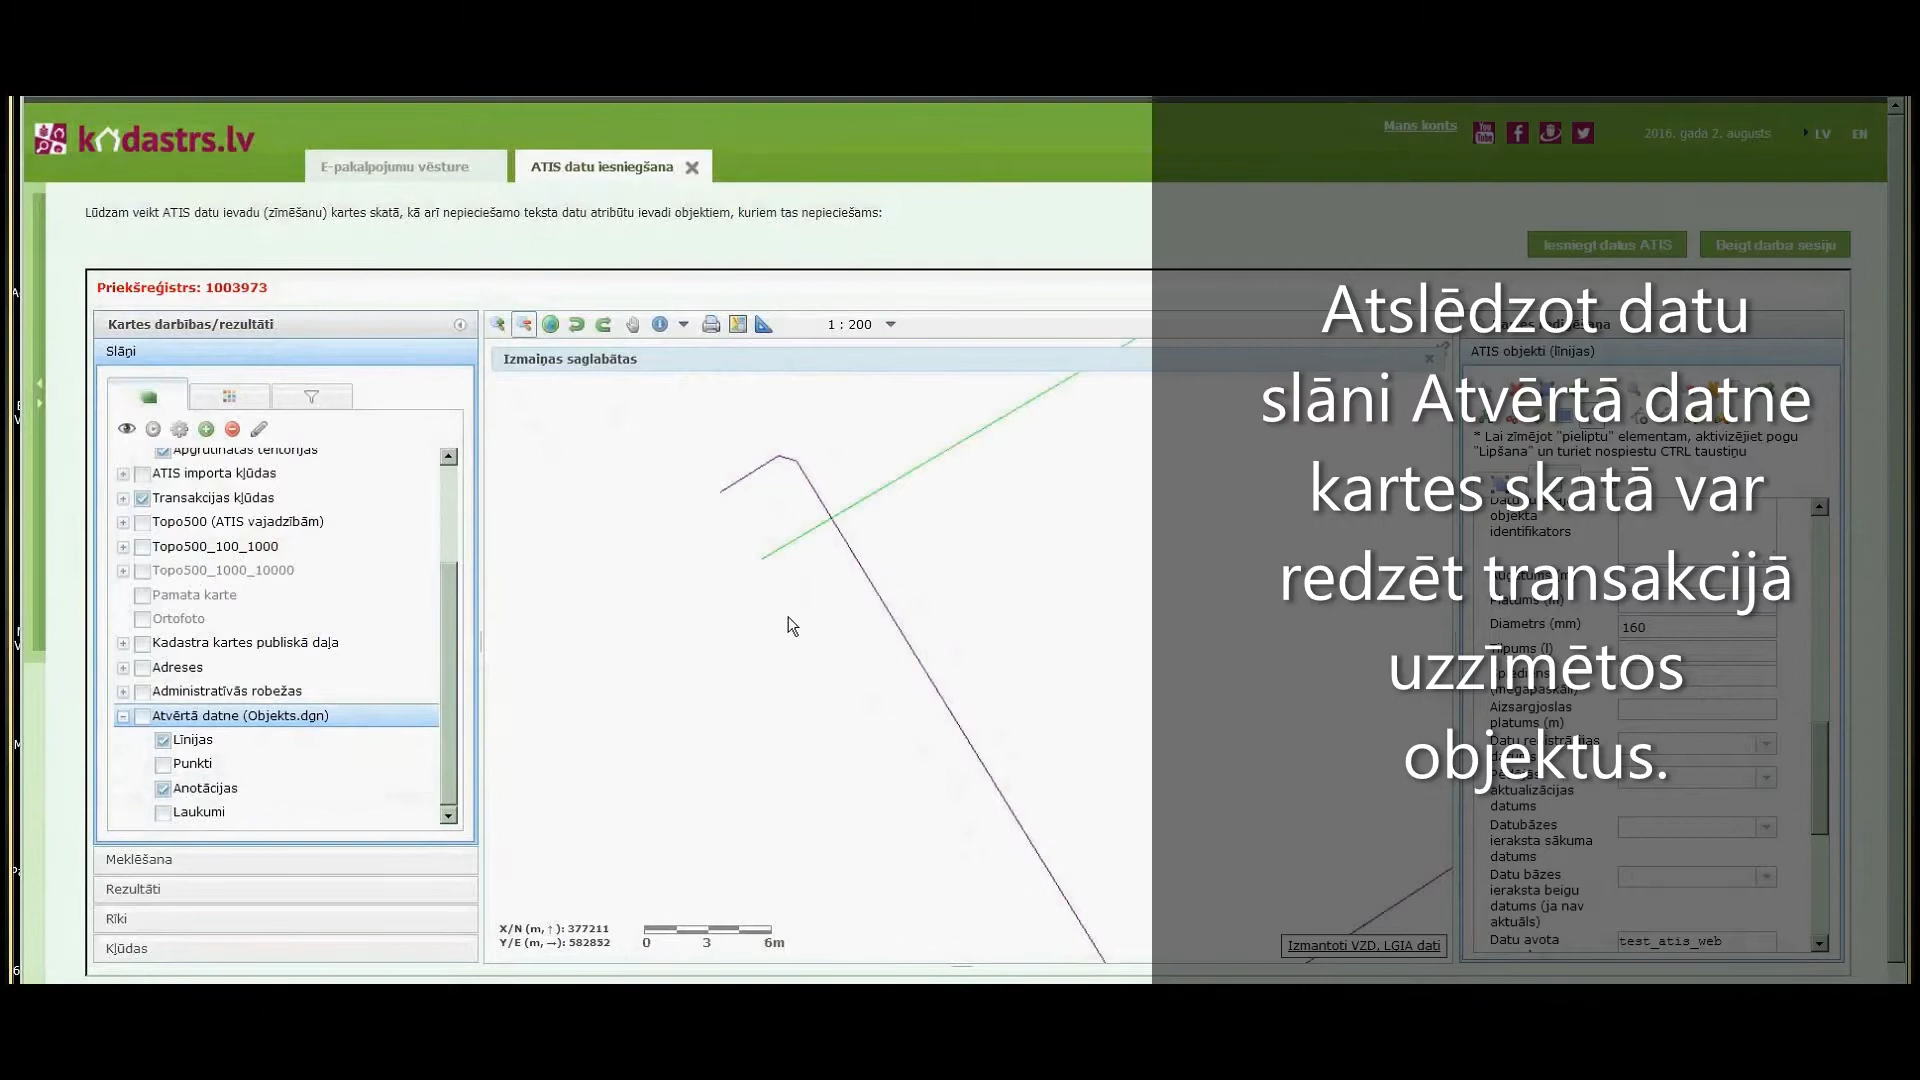 kadastrs.lv
Mans konts
You Tube
2016. gada 2. augusts
LV EN
E-pakalpojumu vēsture
ATIS datu iesniegšana
Lūdzam veikt ATIS datu ievadu (zīmēšanu) kartes skatā, kā arī nepieciešamo teksta datu atribūtu ievadi objektiem, kuriem tas nepieciešams:
Iesniegt datus ATIS
Beigt darba sesiju
Priekšreģistrs: 1003973
Kartes darbības/rezultāti
Slāņi
Apgrūtinātās teritorijas
ATIS importa kļūdas
Transakcijas kļūdas
Topo500 (ATIS vajadzībām)
Topo500_100_1000
Topo500_1000_10000
Pamata karte
Ortofoto
Kadastra kartes publiskā daļa
Adreses
Administratīvās robežas
Atvērtā datne (Objekts.dgn)
Līnijas
Punkti
Anotācijas
Laukumi
Meklēšana
Rezultāti
Rīki
Kļūdas
1 : 200
Izmaiņas saglabātas
X/N (m, ↑): 377211
Y/E (m, →): 582852
0 3 6m
Izmantoti VZD, LGIA dati
Atslēdzot datu
slāni Atvērtā datne
kartes skatā var
redzēt transakcijā
uzzīmētos
objektus.
ATIS objekti (līnijas)
* Lai zīmējot "pieliptu" elementam, aktivizējiet pogu
"Lipšana" un turiet nospiestu CTRL taustiņu
objekta
identifikators
Platums (m)
Diametrs (mm)
160
Tilpums (l)
Aizsargjoslas
platums (m)
aktualizācijas
datums
Datubāzes
ieraksta sākuma
datums
Datu bāzes
ieraksta beigu
datums (ja nav
aktuāls)
Datu avota
test_atis_web